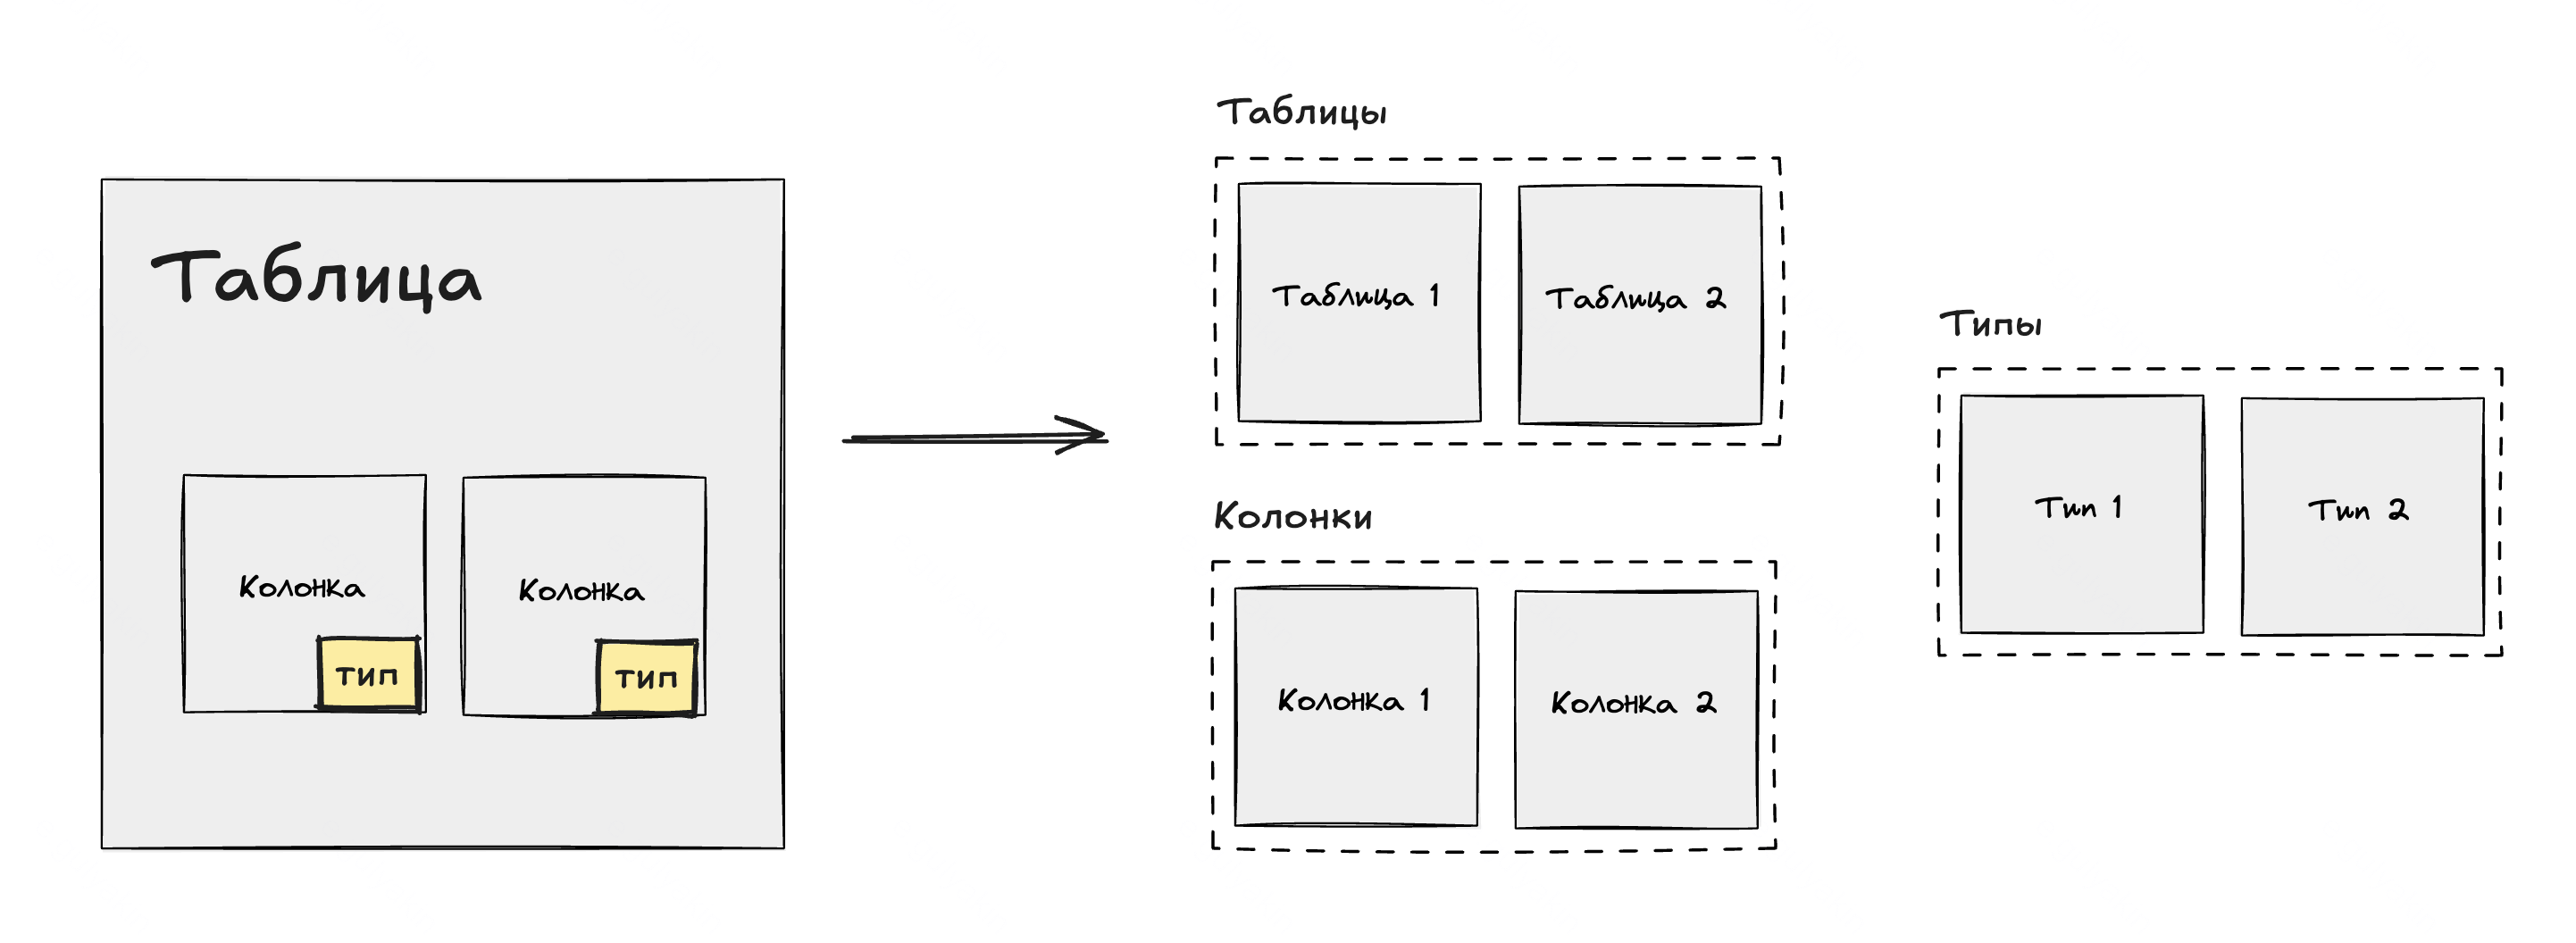 Таблица
Колонка
тип
Колонка
тип
Таблицы
Таблица 1
Таблица 2
Колонки
Колонка 1
Колонка 2
Типы
Тип 1
Тип 2